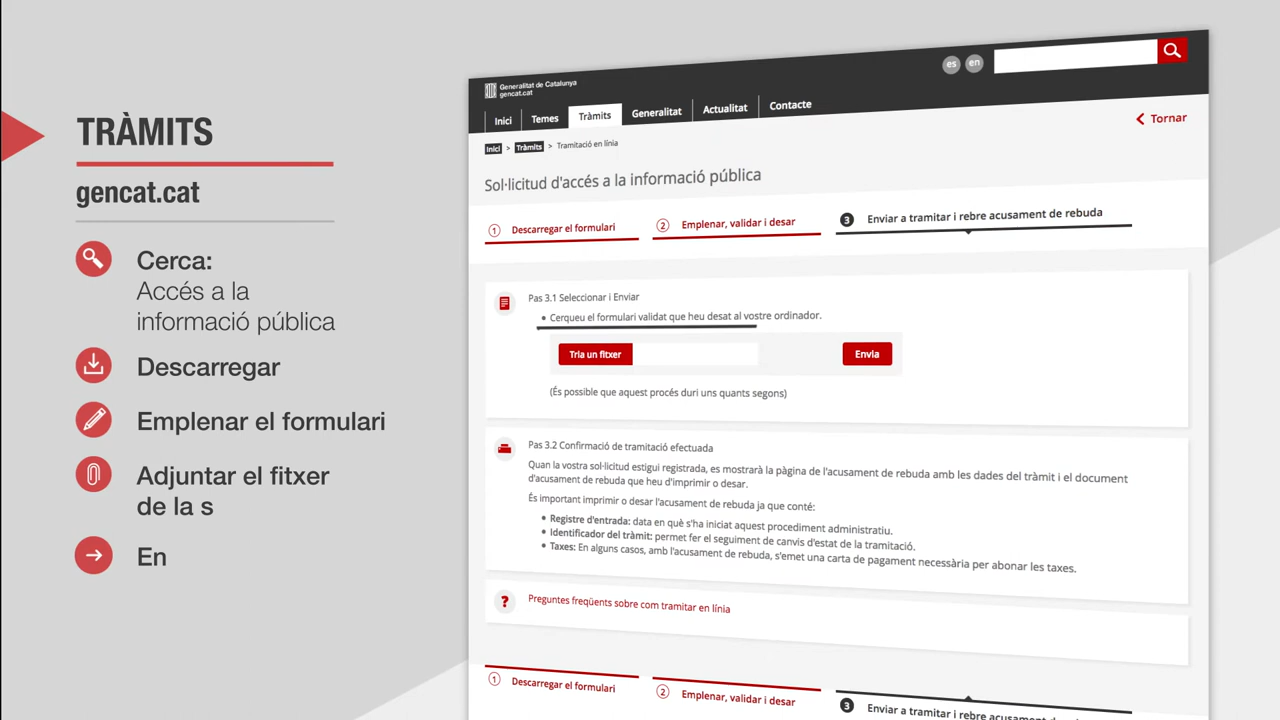 TRÀMITS
gencat.cat
Cerca:
Accés a la
informació pública
Descarregar
Emplenar el formulari
Adjuntar el fitxer
de la s
En
Generalitat de Catalunya
gencat.cat
es
en
Inici
Temes
Tràmits
Generalitat
Actualitat
Contacte
Tornar
Inici > Tràmits > Tramitació en línia
Sol·licitud d'accés a la informació pública
1 Descarregar el formulari
2 Emplenar, validar i desar
3 Enviar a tramitar i rebre acusament de rebuda
Pas 3.1 Seleccionar i Enviar
• Cerqueu el formulari validat que heu desat al vostre ordinador.
Tria un fitxer
Envia
(És possible que aquest procés duri uns quants segons)
Pas 3.2 Confirmació de tramitació efectuada
Quan la vostra sol·licitud estigui registrada, es mostrarà la pàgina de l'acusament de rebuda amb les dades del tràmit i el document
d'acusament de rebuda que heu d'imprimir o desar.
És important imprimir o desar l'acusament de rebuda ja que conté:
• Registre d'entrada: data en què s'ha iniciat aquest procediment administratiu.
• Identificador del tràmit: permet fer el seguiment de canvis d'estat de la tramitació.
• Taxes: En alguns casos, amb l'acusament de rebuda, s'emet una carta de pagament necessària per abonar les taxes.
?
Preguntes freqüents sobre com tramitar en línia
1 Descarregar el formulari
2 Emplenar, validar i desar
3 Enviar a tramitar i rebre acusament de rebuda